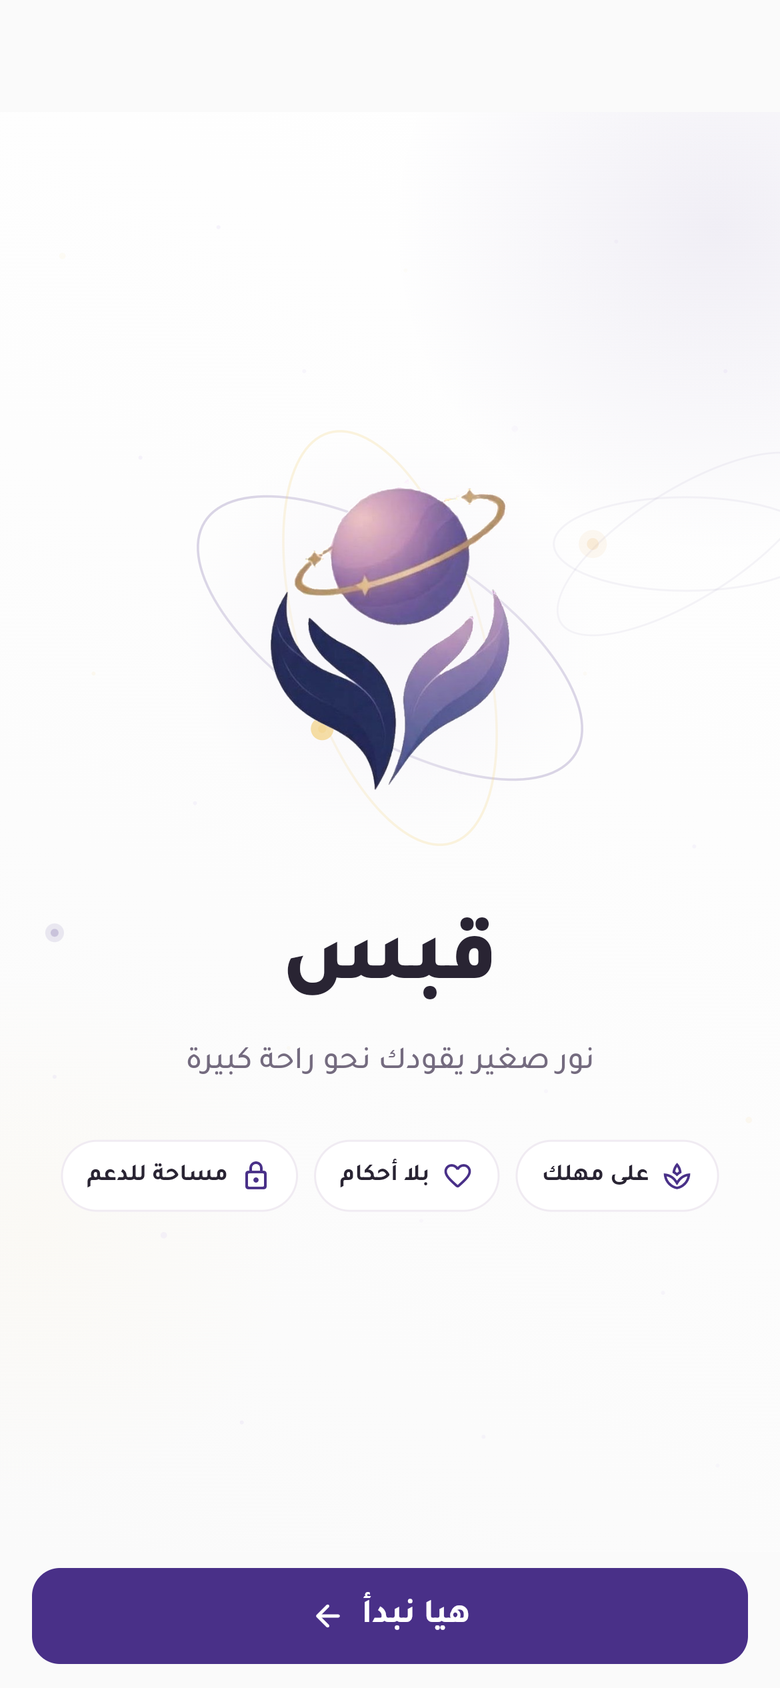 قبس
نور صغير يقودك نحو راحة كبيرة
على مهلك
بلا أحكام
مساحة للدعم
هيا نبدأ